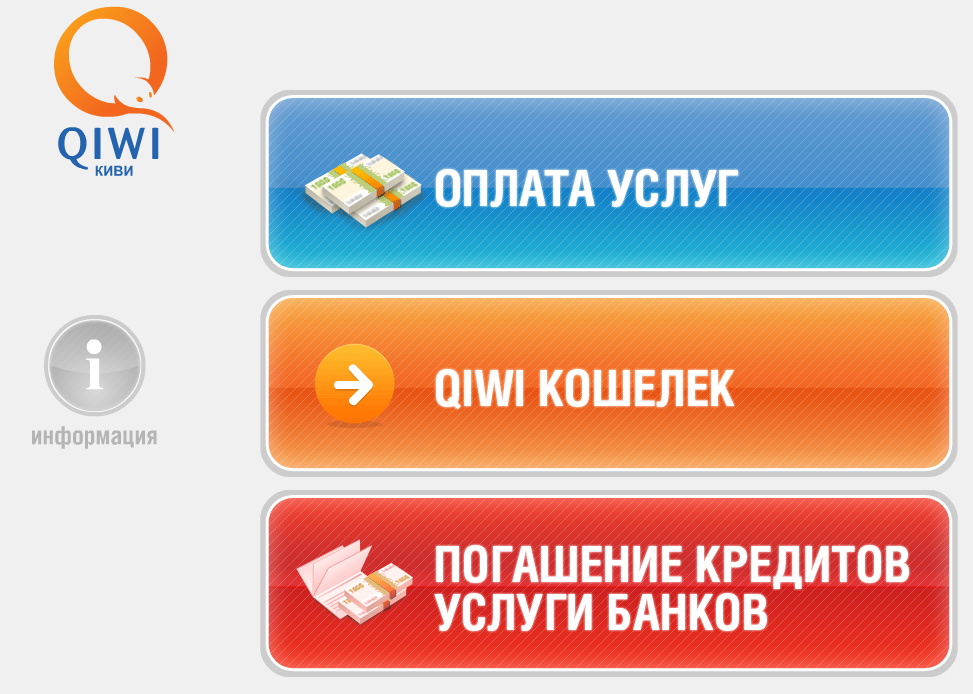 QIWI
КИВИ
ОПЛАТА УСЛУГ
информация
QIWI КОШЕЛЕК
ПОГАШЕНИЕ КРЕДИТОВ
УСЛУГИ БАНКОВ